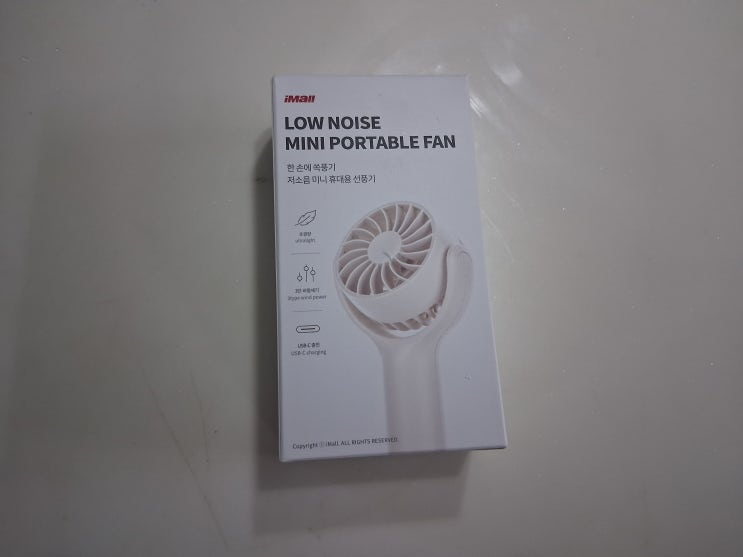 iMall
LOW NOISE
MINI PORTABLE FAN
한 손에 쏙풍기
저소음 미니 휴대용 선풍기
초경량
ultralight
3단 바람세기
3type wind power
USB-C 충전
USB-C charging
Copyright ⓒ iMall. ALL RIGHTS RESERVED.